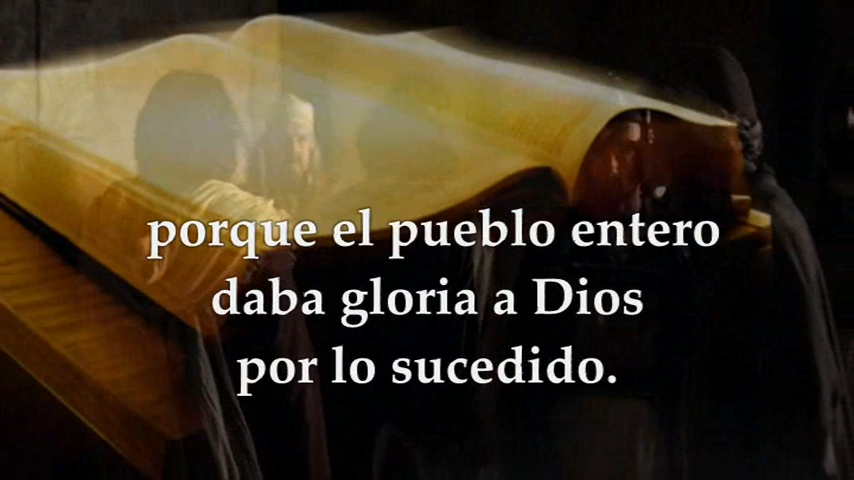 porque el pueblo entero
daba gloria a Dios
por lo sucedido.